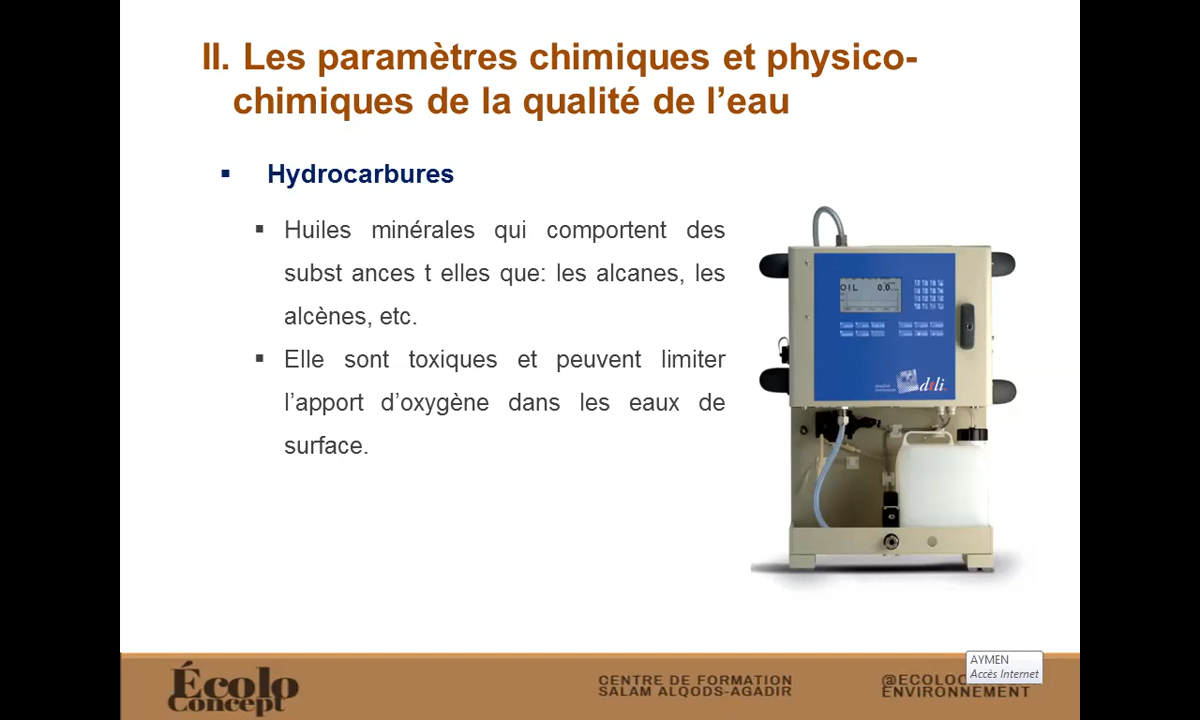 II. Les paramètres chimiques et physico-
chimiques de la qualité de l’eau
▪ Hydrocarbures
▪ Huiles minérales qui comportent des
subst ances t elles que: les alcanes, les
alcènes, etc.
▪ Elle sont toxiques et peuvent limiter
l’apport d’oxygène dans les eaux de
surface.
OIL 0.0
Écolo
Concept
CENTRE DE FORMATION
SALAM ALQODS-AGADIR
ENVIRONNEMENT
AYMEN
Accès Internet